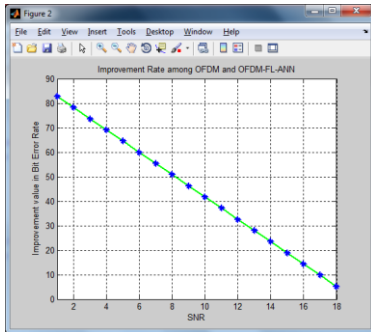 Figure 2
File Edit View Insert Tools Desktop Window Help
Improvement Rate among OFDM and OFDM-FL-ANN
90
80
70
60
50
40
30
20
10
0
Improvement value in Bit Error Rate
2 4 6 8 10 12 14 16 18
SNR